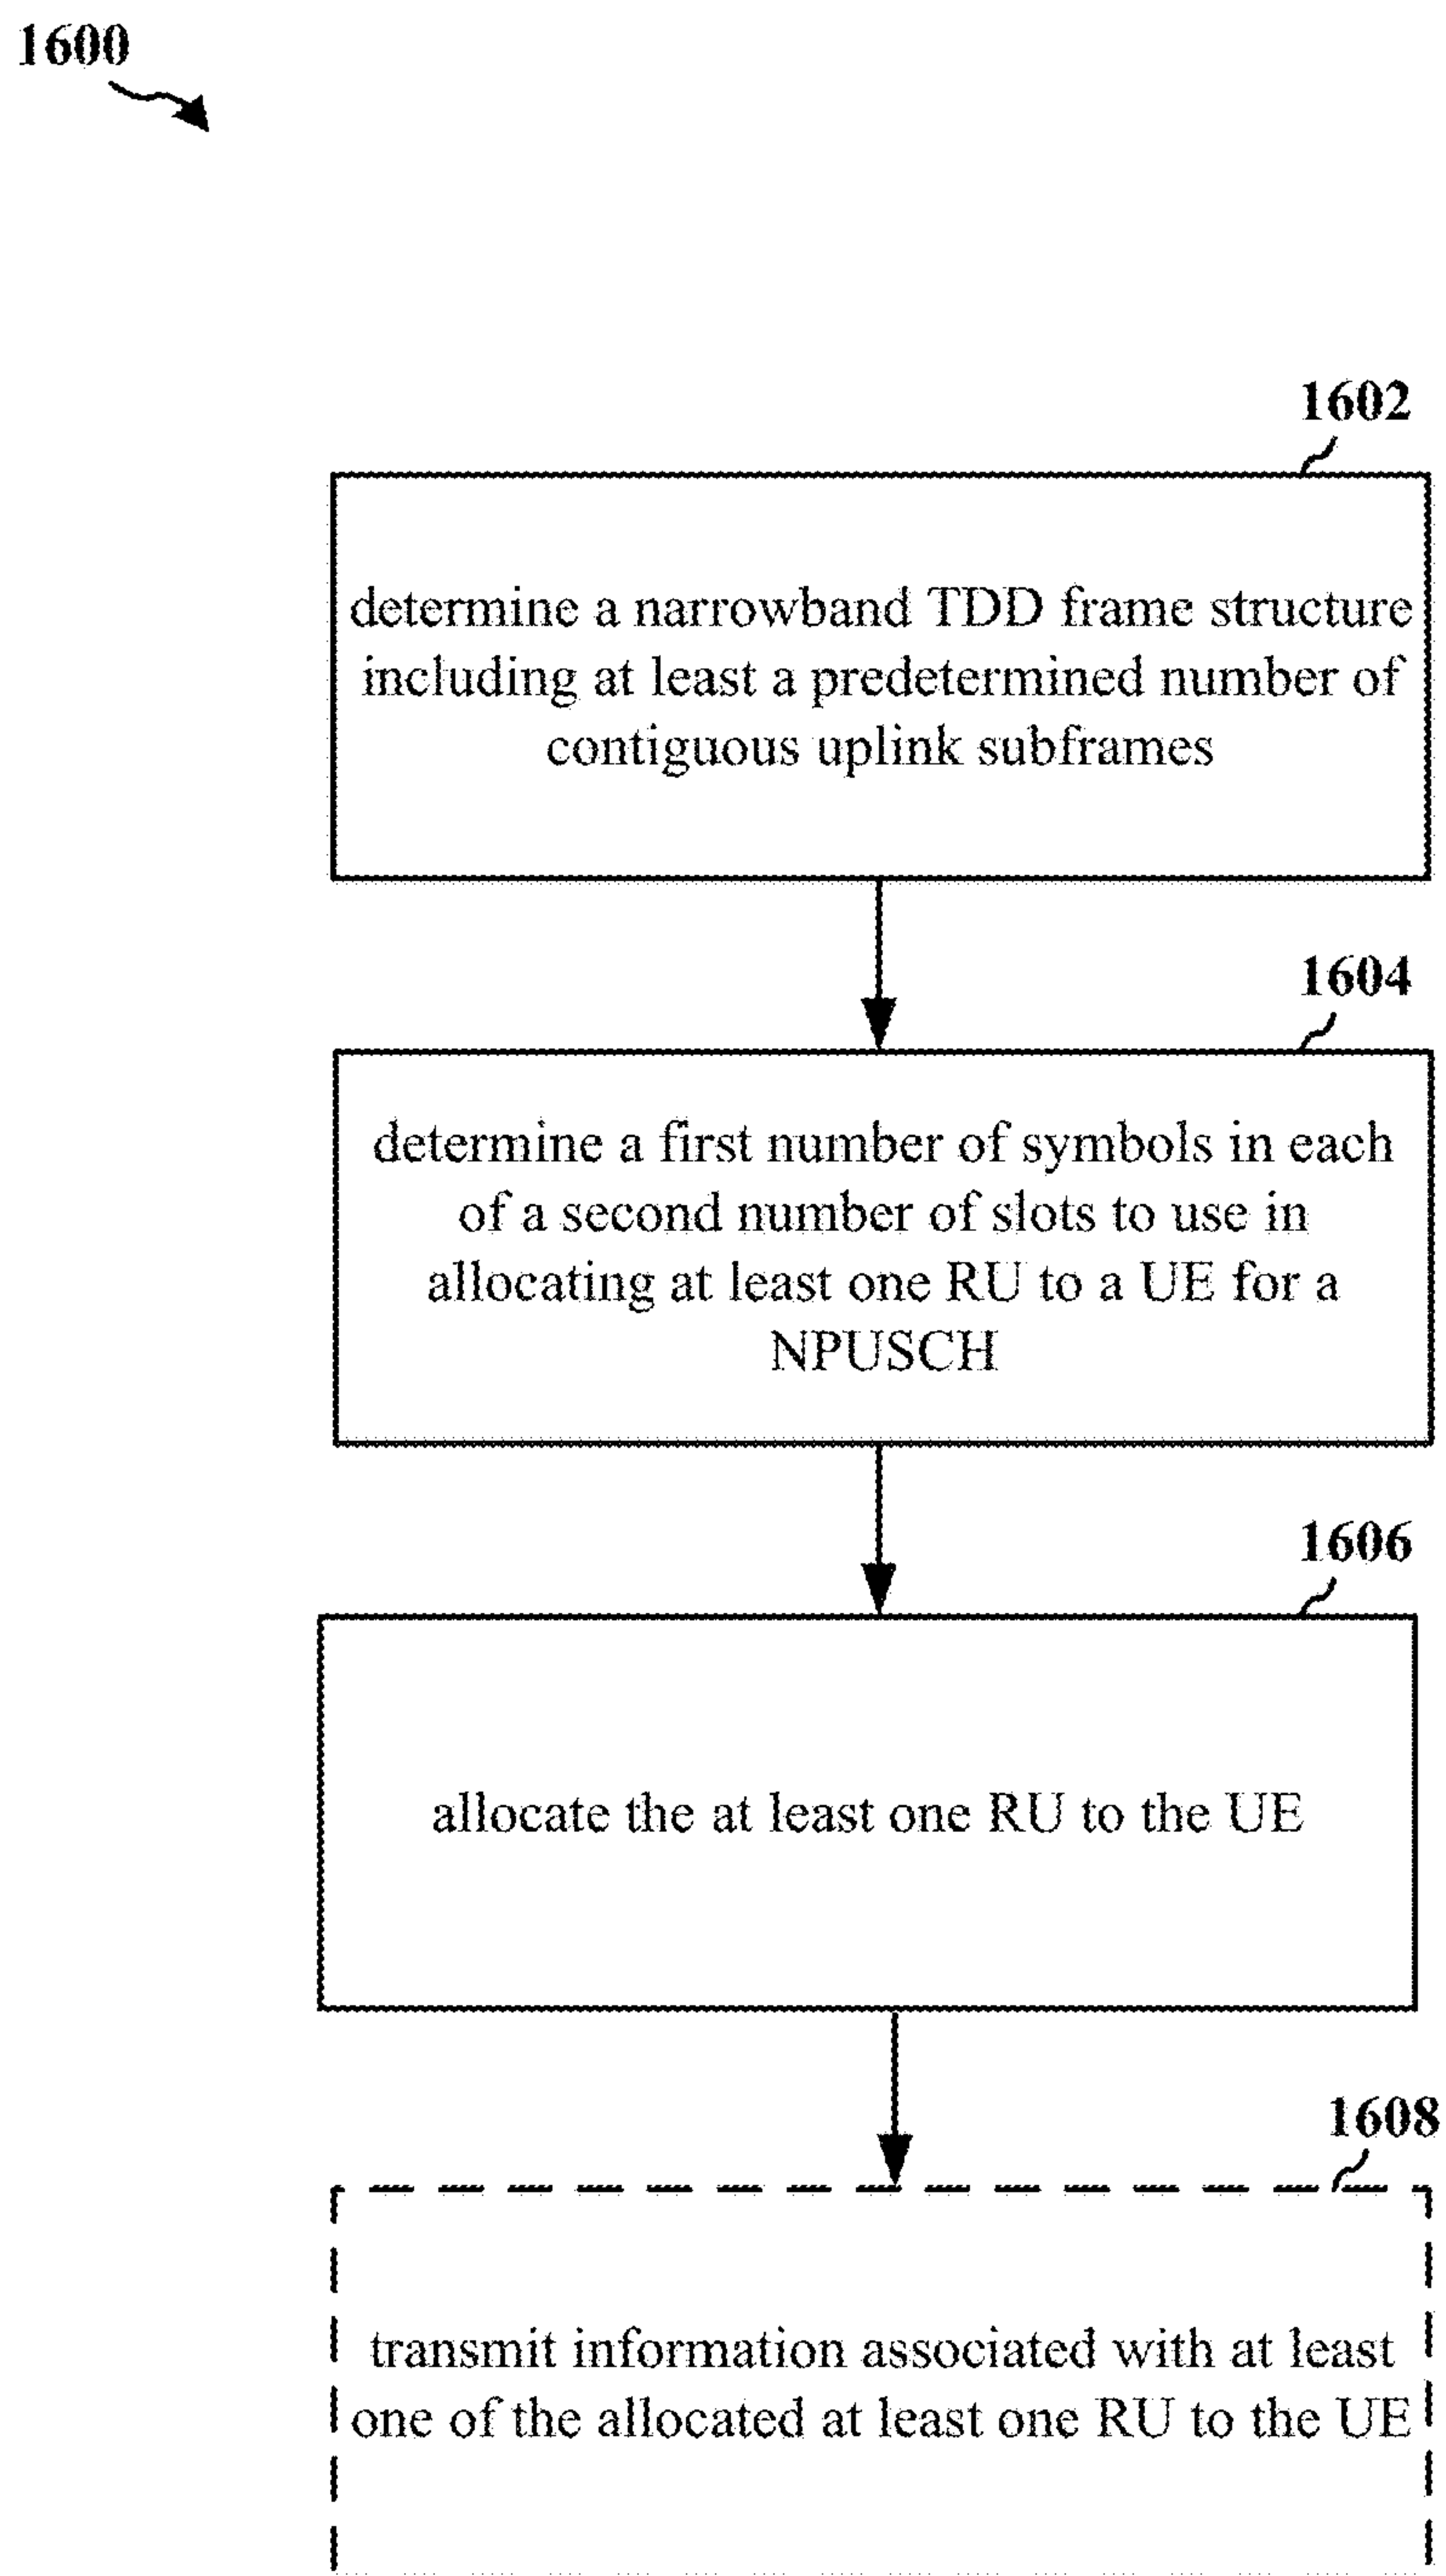 1600
1602
determine a narrowband TDD frame structure
including at least a predetermined number of
contiguous uplink subframes
1604
determine a first number of symbols in each
of a second number of slots to use in
allocating at least one RU to a UE for a
NPUSCH
1606
allocate the at least one RU to the UE
1608
transmit information associated with at least
one of the allocated at least one RU to the UE